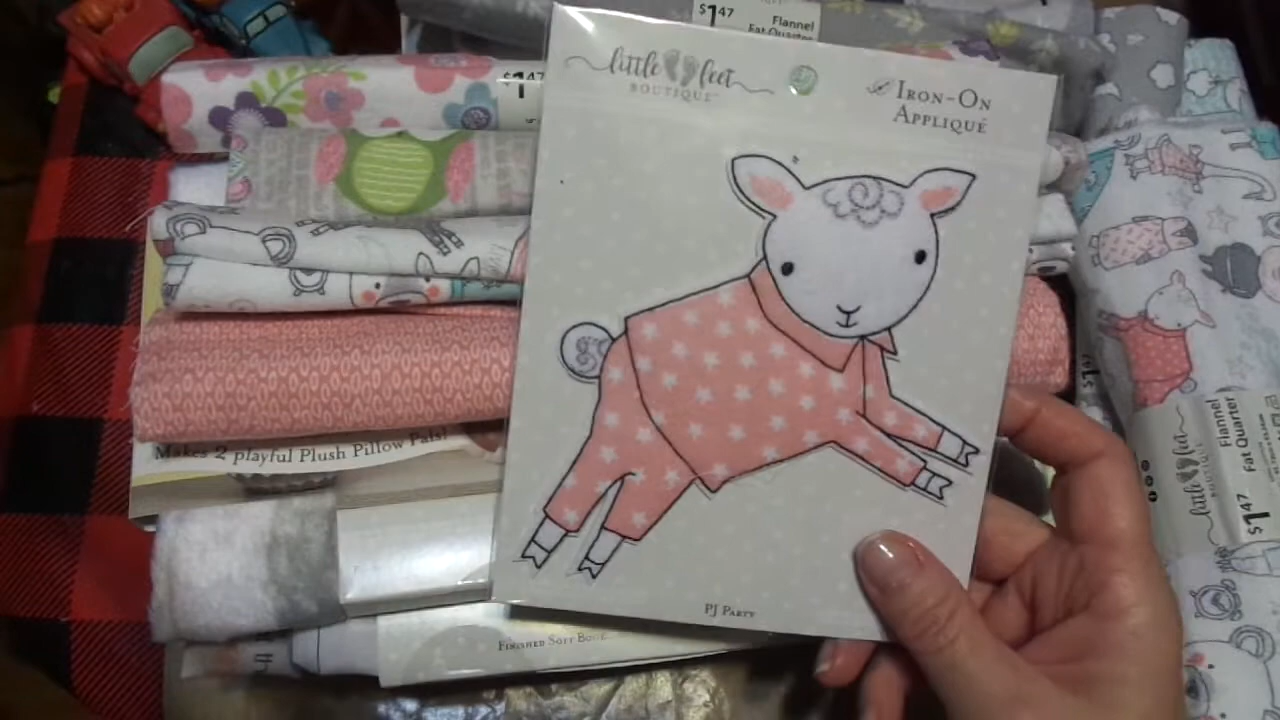 $1.47
Flannel
Fat Quarter
$1.47
little feet
BOUTIQUE
IRON-ON
APPLIQUÉ
Makes 2 playful Plush Pillow Pals!
PJ PARTY
FINISHED SOFT BOOK
little feet
BOUTIQUE
Flannel
Fat Quarter
$1.47